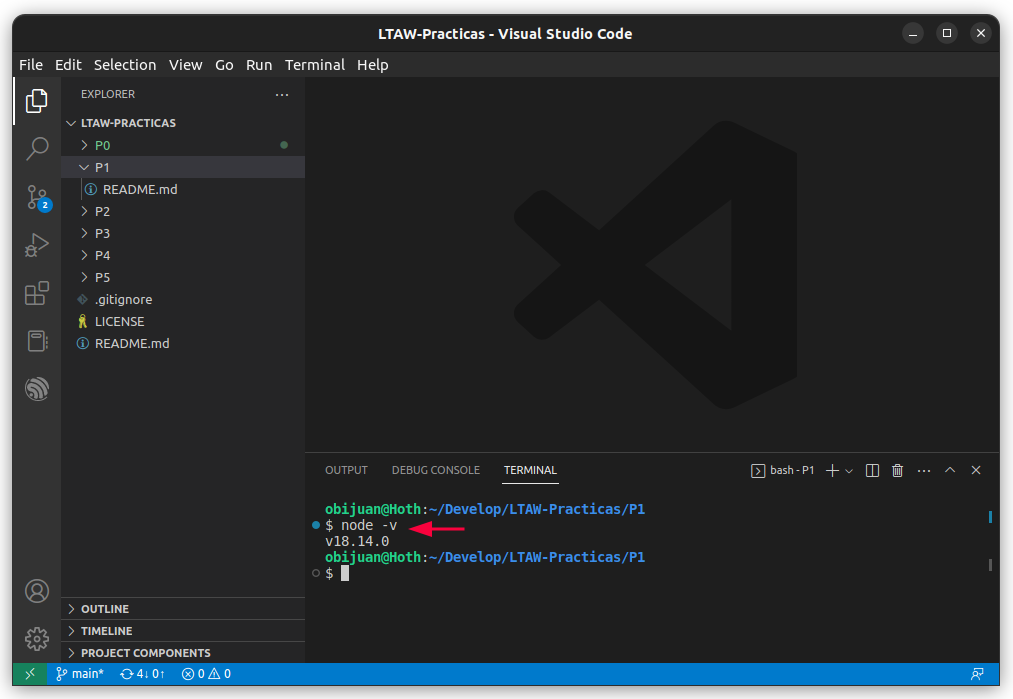 LTAW-Practicas - Visual Studio Code
File Edit Selection View Go Run Terminal Help
EXPLORER
LTAW-PRACTICAS
P0
P1
README.md
2
P2
P3
P4
P5
.gitignore
LICENSE
README.md
OUTPUT DEBUG CONSOLE TERMINAL bash - P1
obijuan@Hoth:~/Develop/LTAW-Practicas/P1
$ node -v
v18.14.0
obijuan@Hoth:~/Develop/LTAW-Practicas/P1
$
OUTLINE
TIMELINE
PROJECT COMPONENTS
main* 4↓ 0↑ 0 0